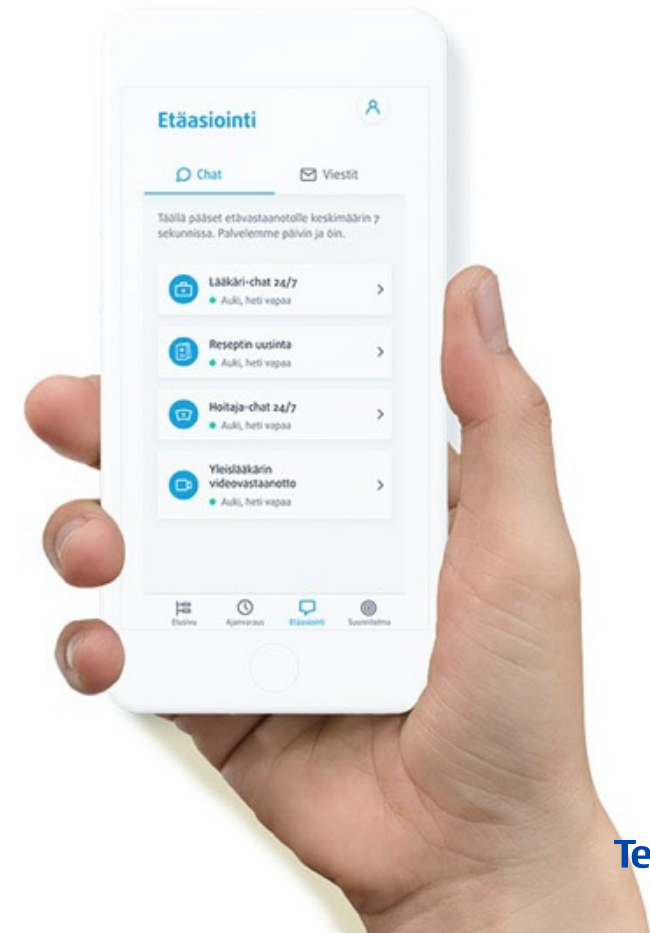 Etäasiointi
Chat
Viestit
Täällä pääset etävastaanotolle keskimäärin 7
sekunnissa. Palvelemme päivin ja öin.
Lääkäri-chat 24/7
Auki, heti vapaa
Reseptin uusinta
Auki, heti vapaa
Hoitaja-chat 24/7
Auki, heti vapaa
Yleislääkärin
videovastaanotto
Auki, heti vapaa
Etusivu
Ajanvaraus
Etäasiointi
Suunnitelma
Te